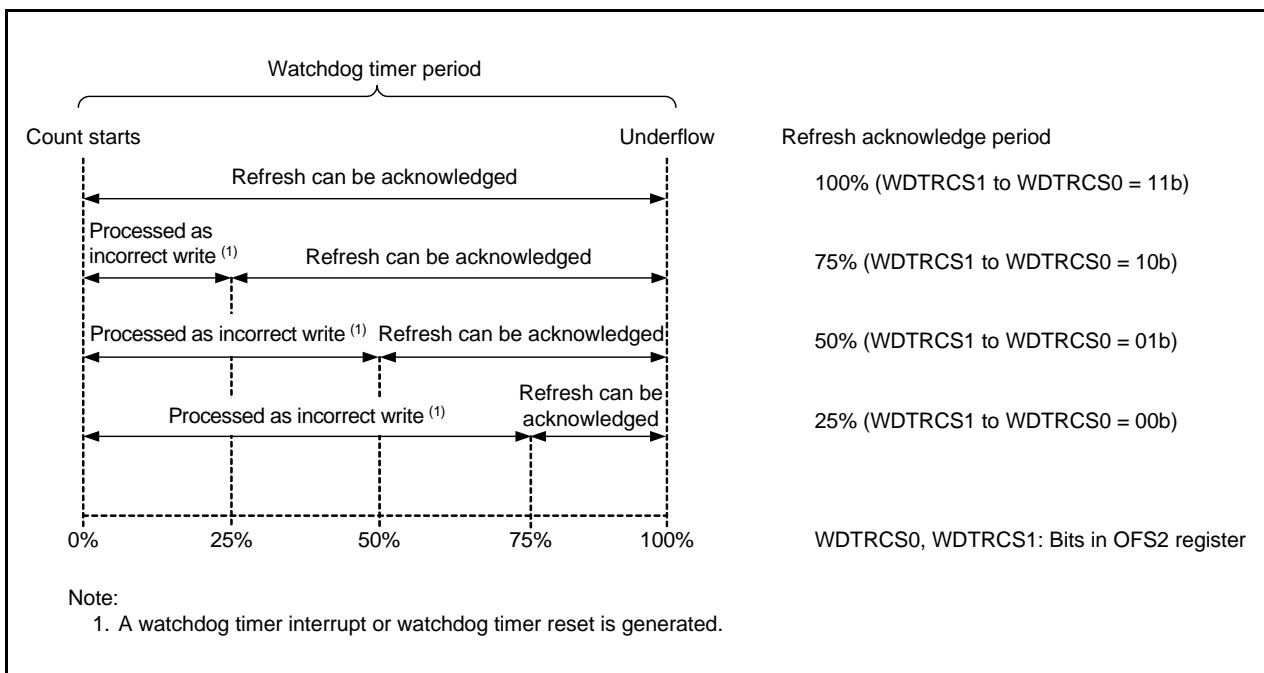 Watchdog timer period
Count starts
Underflow
Refresh acknowledge period
Refresh can be acknowledged
100% (WDTRCS1 to WDTRCS0 = 11b)
Processed as
incorrect write (1)
Refresh can be acknowledged
75% (WDTRCS1 to WDTRCS0 = 10b)
Processed as incorrect write (1)
Refresh can be acknowledged
50% (WDTRCS1 to WDTRCS0 = 01b)
Processed as incorrect write (1)
Refresh can be
acknowledged
25% (WDTRCS1 to WDTRCS0 = 00b)
0%
25%
50%
75%
100%
WDTRCS0, WDTRCS1: Bits in OFS2 register
Note:
1. A watchdog timer interrupt or watchdog timer reset is generated.